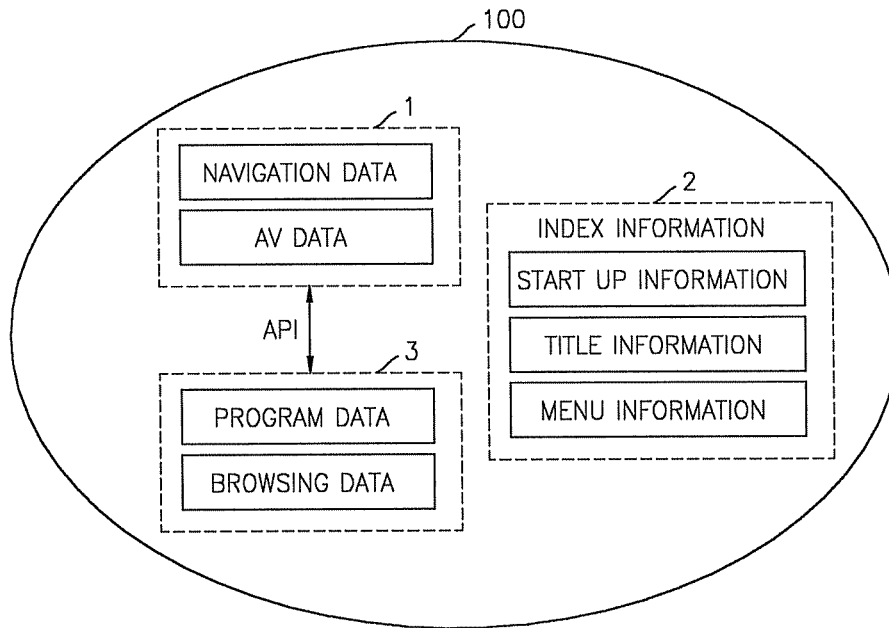 100
1
NAVIGATION DATA
AV DATA
2
INDEX INFORMATION
START UP INFORMATION
TITLE INFORMATION
MENU INFORMATION
API
3
PROGRAM DATA
BROWSING DATA